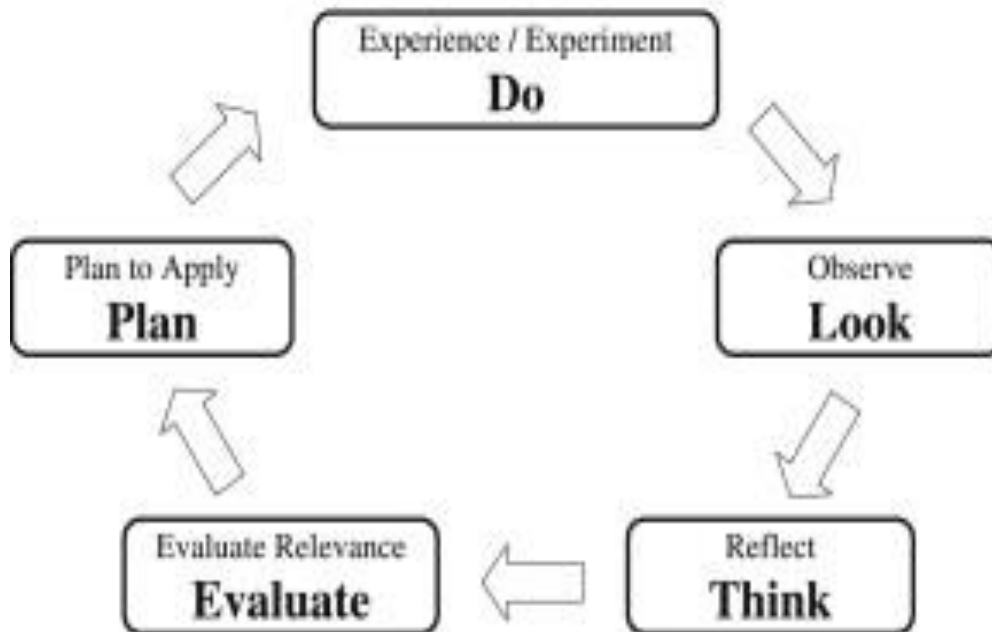 Experience / Experiment
Do
Observe
Look
Reflect
Think
Evaluate Relevance
Evaluate
Plan to Apply
Plan